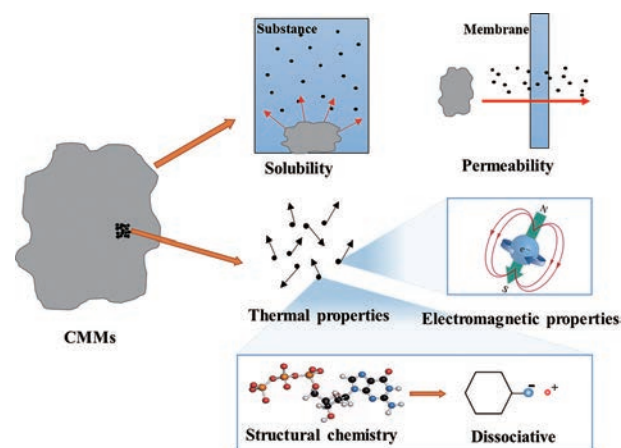 Substance
Membrane
Solubility
Permeability
N
e-
S
Thermal properties
Electromagnetic properties
CMMs
- +
Structural chemistry
Dissociative